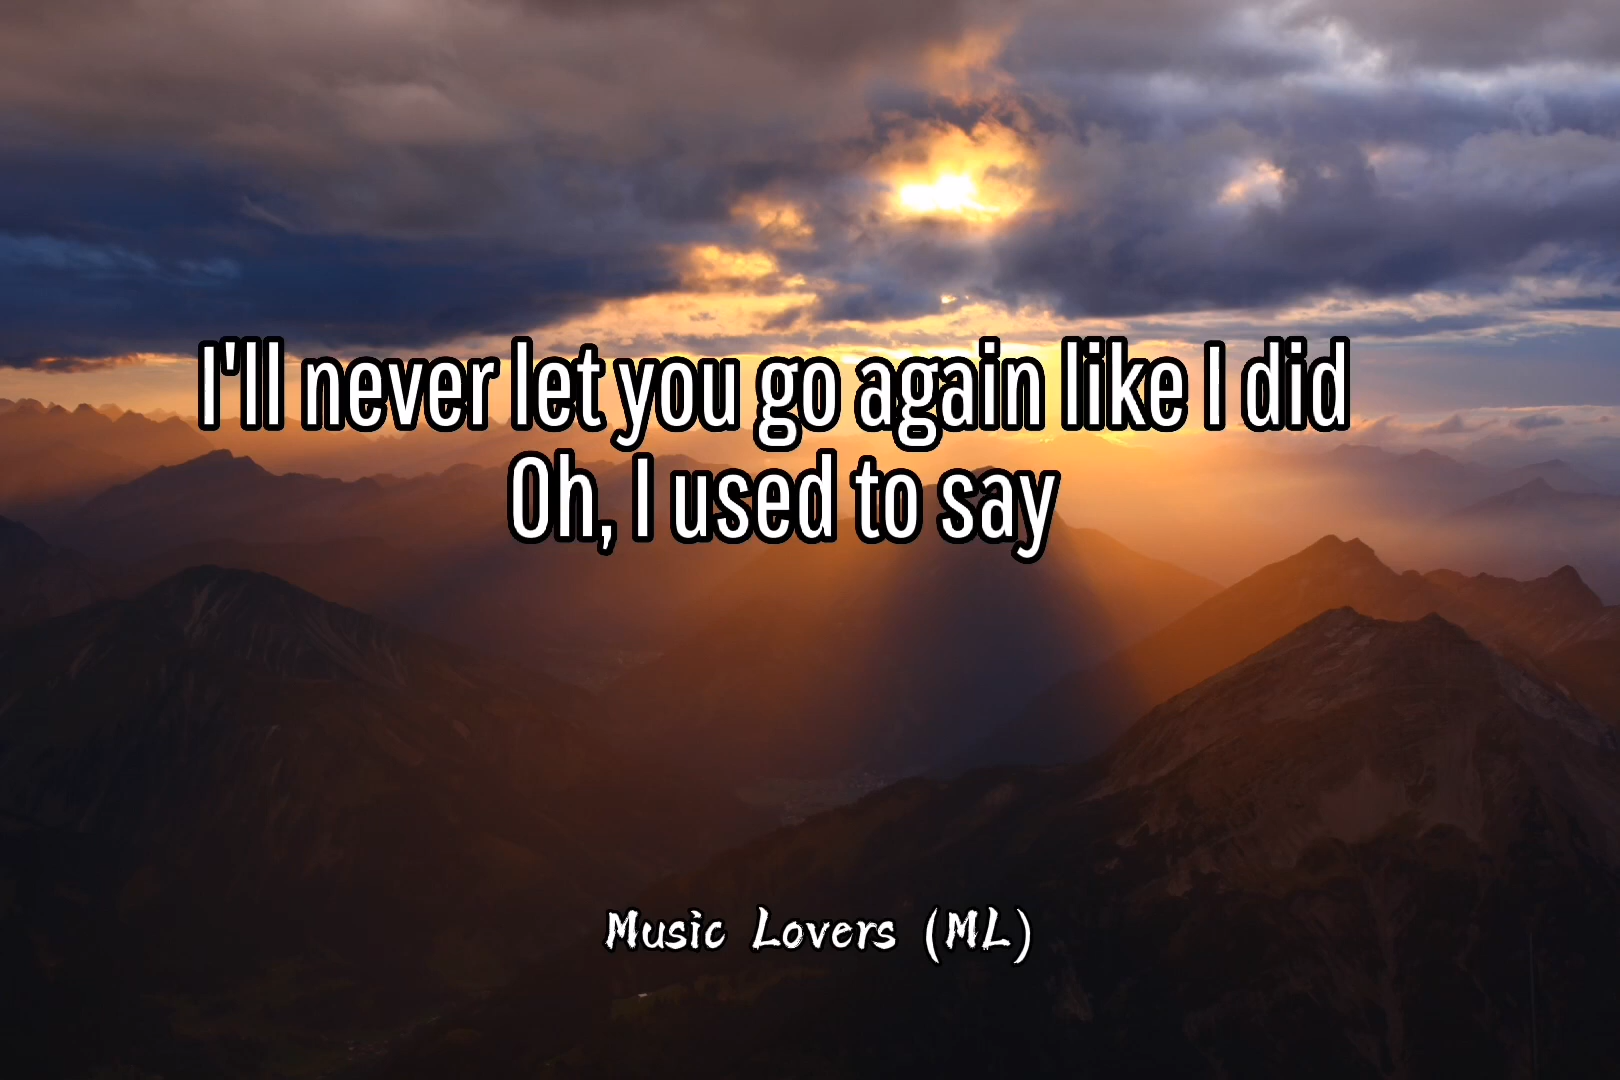 I'll never let you go again like I did
Oh, I used to say
Music Lovers (ML)